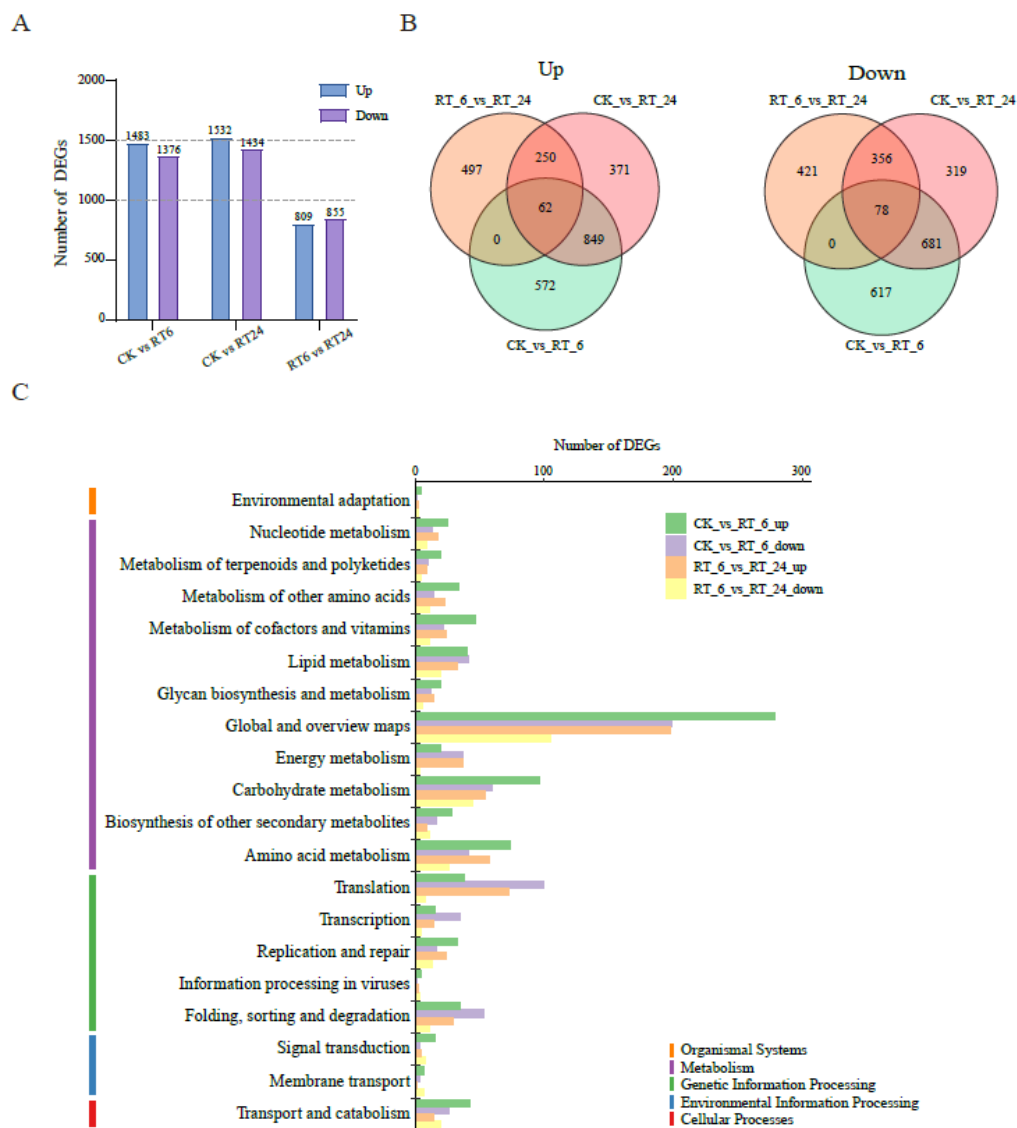 A
2000
1500
1000
500
0
Number of DEGs
Up
Down
1483
1376
1532
1434
809
855
CK vs RT6
CK vs RT24
RT6 vs RT24
B
Up
RT_6_vs_RT_24
CK_vs_RT_24
497
250
371
62
0
849
572
CK_vs_RT_6
Down
RT_6_vs_RT_24
CK_vs_RT_24
421
356
319
78
0
681
617
CK_vs_RT_6
C
Number of DEGs
0
100
200
300
Environmental adaptation
Nucleotide metabolism
Metabolism of terpenoids and polyketides
Metabolism of other amino acids
Metabolism of cofactors and vitamins
Lipid metabolism
Glycan biosynthesis and metabolism
Global and overview maps
Energy metabolism
Carbohydrate metabolism
Biosynthesis of other secondary metabolites
Amino acid metabolism
Translation
Transcription
Replication and repair
Information processing in viruses
Folding, sorting and degradation
Signal transduction
Membrane transport
Transport and catabolism
CK_vs_RT_6_up
CK_vs_RT_6_down
RT_6_vs_RT_24_up
RT_6_vs_RT_24_down
Organismal Systems
Metabolism
Genetic Information Processing
Environmental Information Processing
Cellular Processes